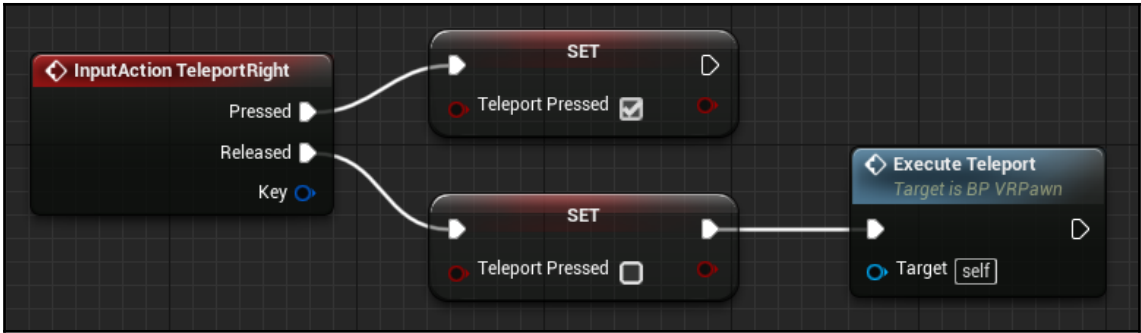 InputAction TeleportRight
Pressed
Released
Key
SET
Teleport Pressed
SET
Teleport Pressed
Execute Teleport
Target is BP VRPawn
Target self